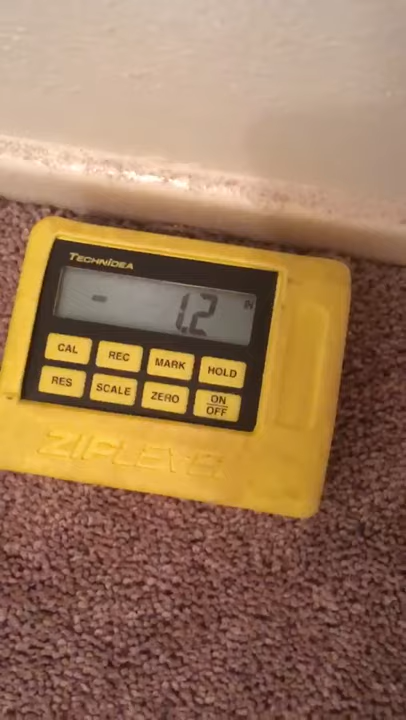 TECHNIDEA
- 1.2 IN
CAL REC MARK HOLD
RES SCALE ZERO ON/OFF
ZIPLEVEL